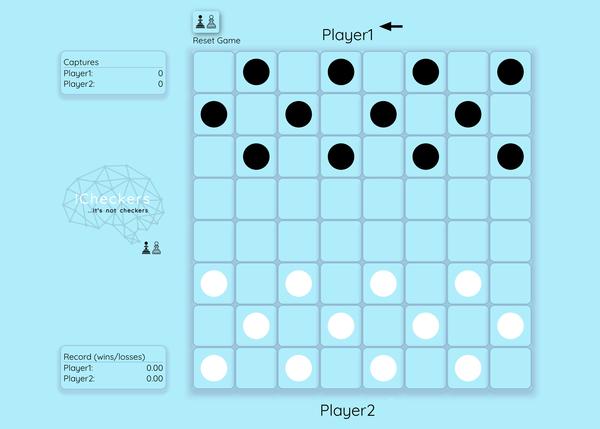 Reset Game
Player1
Captures
Player1: 0
Player2: 0
iCheckers
...it's not checkers
Record (wins/losses)
Player1: 0.00
Player2: 0.00
Player2